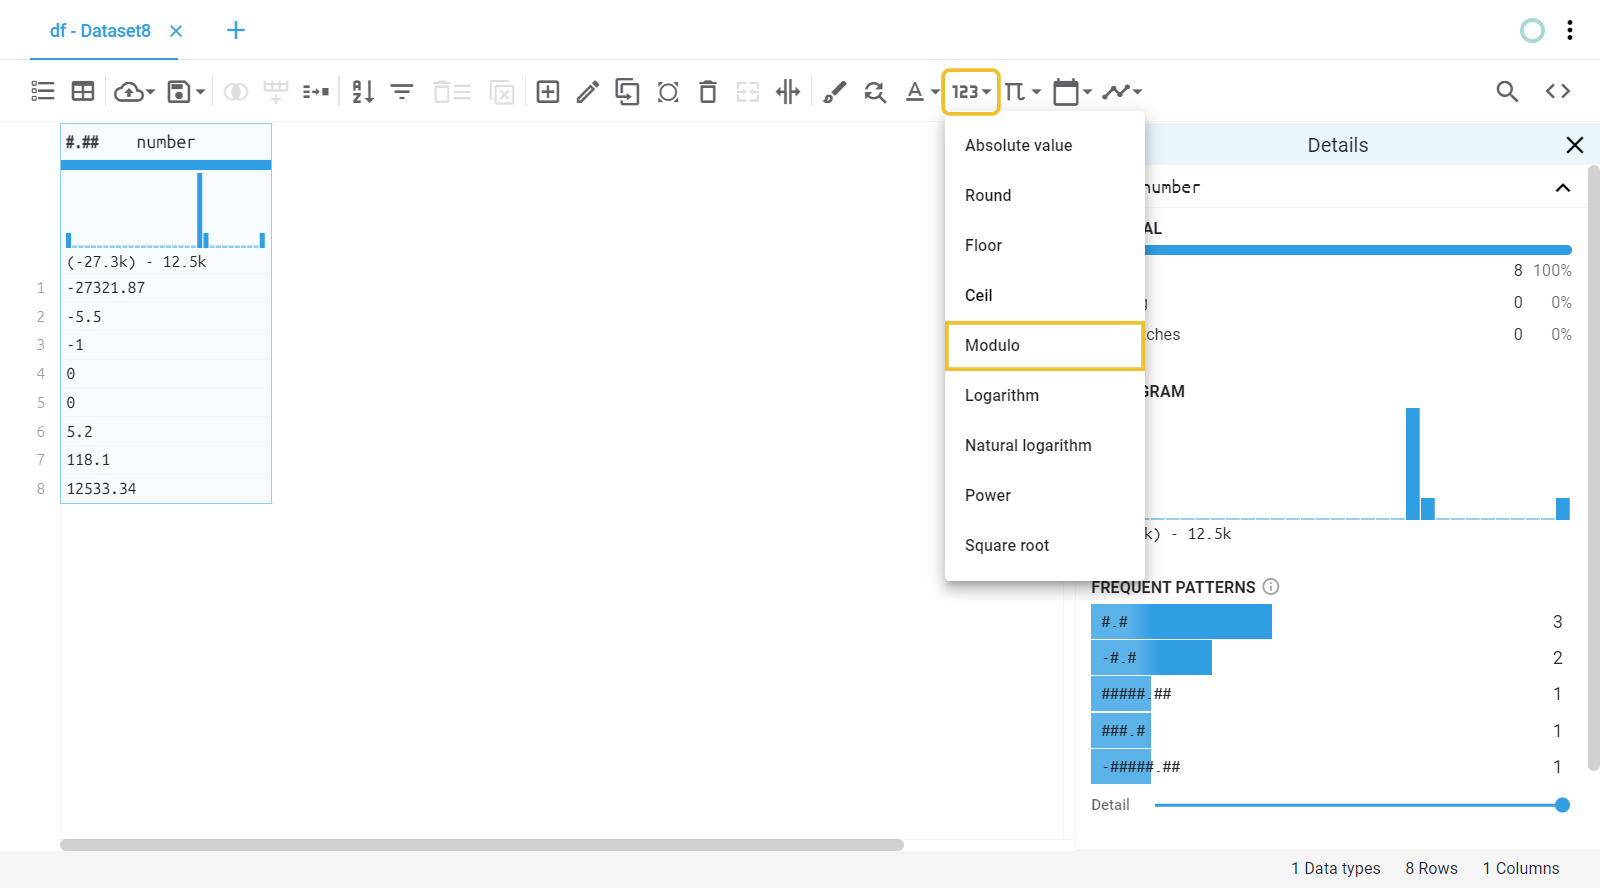 df - Dataset8
123
#.## number
(-27.3k) - 12.5k
1 -27321.87
2 -5.5
3 -1
4 0
5 0
6 5.2
7 118.1
8 12533.34
Absolute value
Round
Floor
Ceil
Modulo
Logarithm
Natural logarithm
Power
Square root
Details
number
AL
8 100%
0 0%
ches
0 0%
GRAM
k) - 12.5k
FREQUENT PATTERNS
#.# 3
-#.# 2
#####.## 1
###.# 1
-#####.## 1
Detail
1 Data types 8 Rows 1 Columns